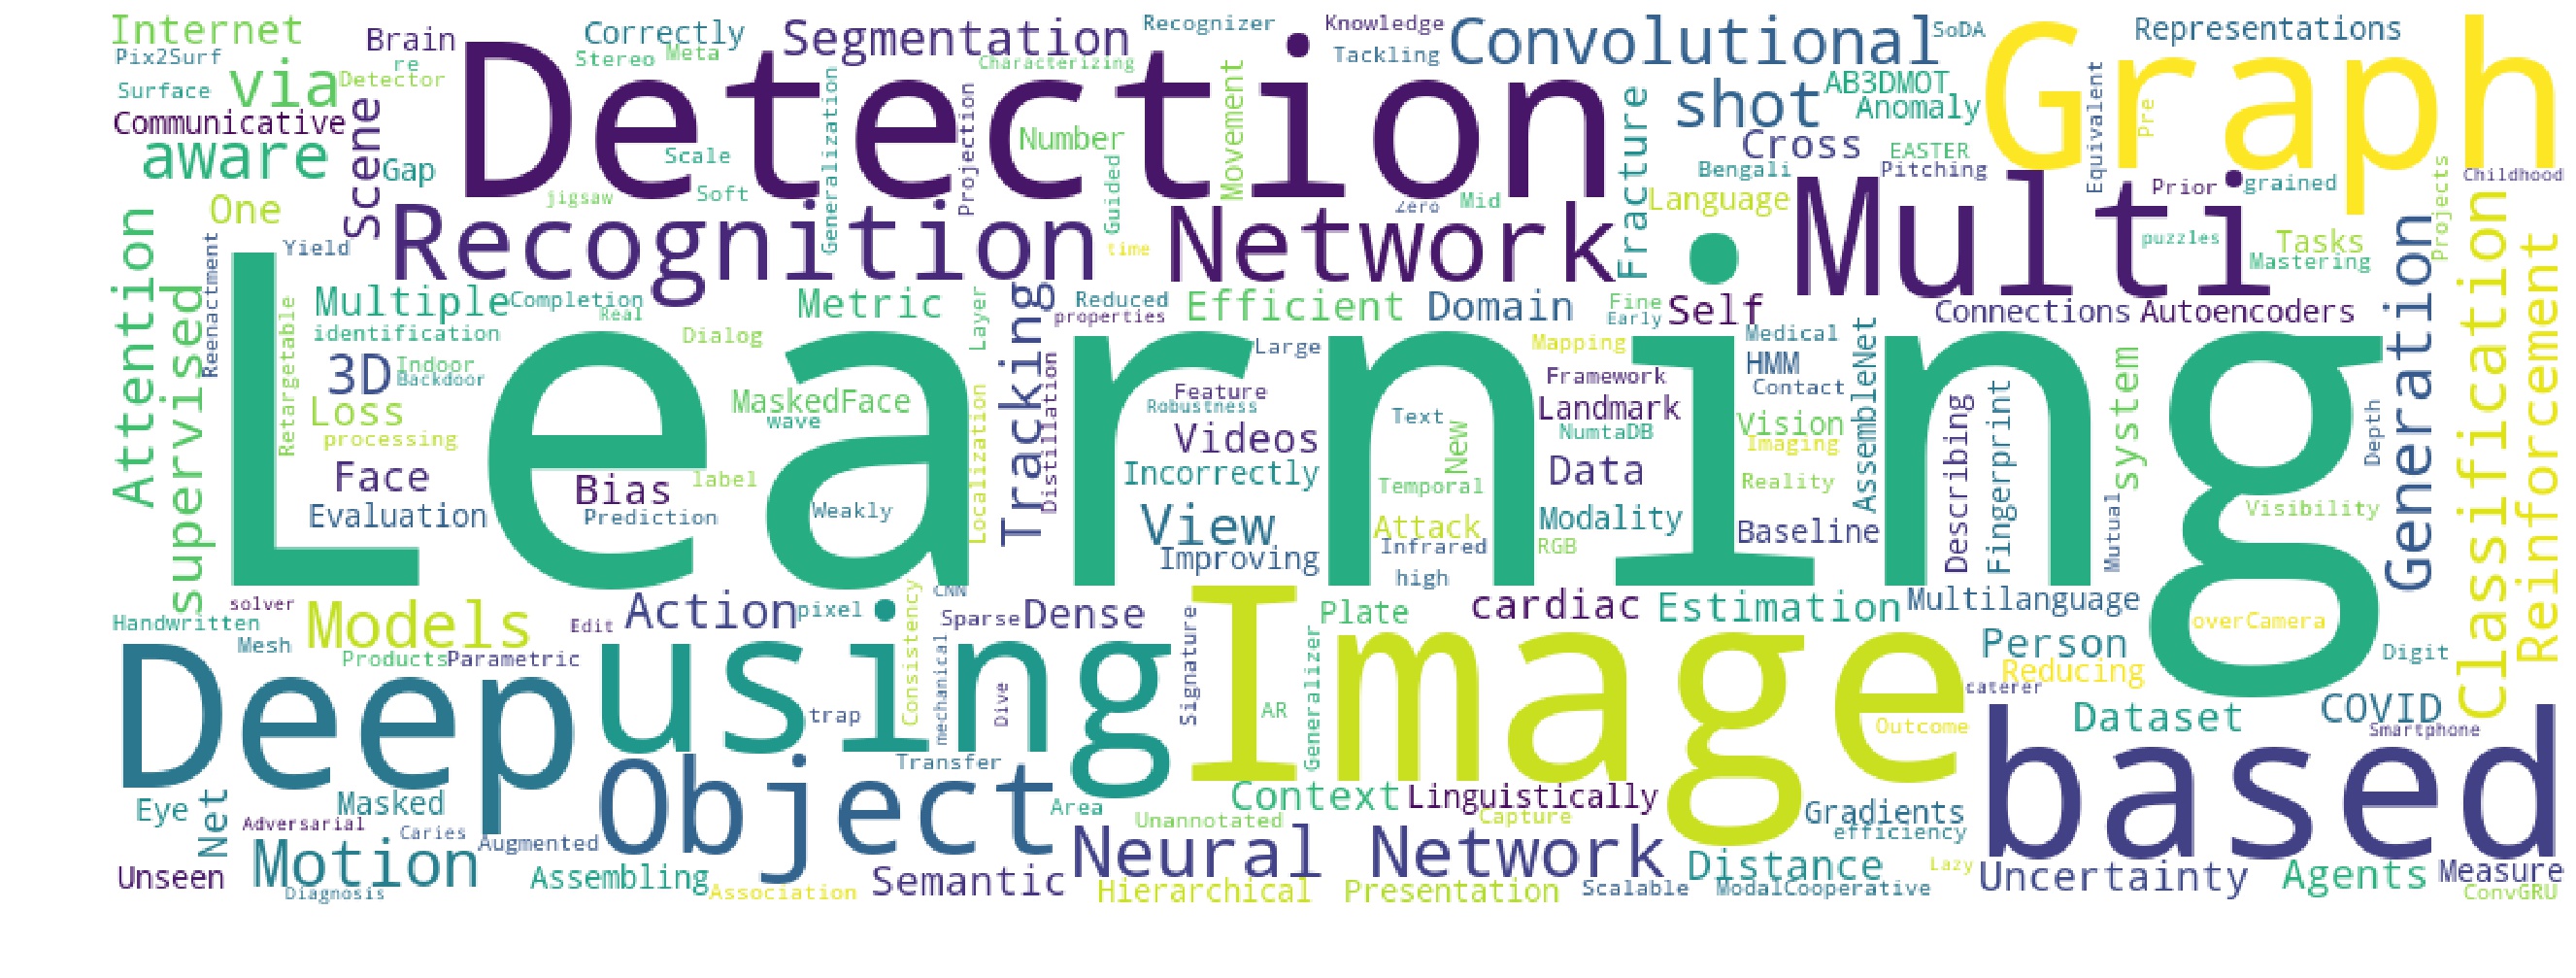 Internet
Brain
Correctly
Segmentation
Recognizer
Knowledge
Convolutional
SoDA
Graph
Representations
Pix2Surf
re
Stereo
Meta
Characterizing
Tackling
via
Detector
Detection
shot
AB3DMOT
Surface
Anomaly
Communicative
Scene
Generalization
Projection
Number
Movement
Fracture
Cross
EASTER
Equivalent
Pre
aware
Gap
Scale
Guided
Bengali
Pitching
Projects
Childhood
One
jigsaw
Soft
Zero
Mid
Language
Multi
Prior
grained
Attention
supervised
Reenactment
Yield
Recognition
time
Network
puzzles
Tasks
Mastering
Generation
classification
Reinforcement
Learning
Retargetable
Multiple
Completion
Real
Metric
Layer
Tracking
Reduced
properties
Efficient
Domain
Fine
Early
Self
Connections
Autoencoders
identification
Dialog
Large
Mapping
Medical
3D
Indoor
Backdoor
Distillation
Framework
HMM
Contact
AssembleNet
system
Loss
MaskedFace
wave
Localization
Feature
Robustness
Text
Landmark
NumtaDB
Vision
Imaging
Describing
Fingerprint
Depth
processing
Videos
New
Face
Bias
label
Incorrectly
Temporal
Data
Reality
Evaluation
Prediction
Weakly
View
Attack
Modality
Baseline
Mutual
Visibility
Improving
Infrared
RGB
high
Handwritten
solver
Models
Edit
Action
pixel
Consistency
CNN
Sparse
Dense
Signature
Plate
cardiac
Estimation
Multilanguage
overCamera
Mesh
Products
Parametric
Person
Digit
Reducing
Deep
using
trap
mechanical
Dive
AR
Generalizer
Image
Outcome
caterer
Dataset
COVID
Smartphone
based
Transfer
Eye
Net
Masked
Object
Area
Context
Linguistically
Gradients
Adversarial
Caries
Augmented
Unannotated
Capture
efficiency
Unseen
Motion
Diagnosis
Assembling
Association
Semantic
Neural Network
Hierarchical
Presentation
Scalable
Distance
ModalCooperative
Lazy
Uncertainty
Agents
Measure
ConvGRU